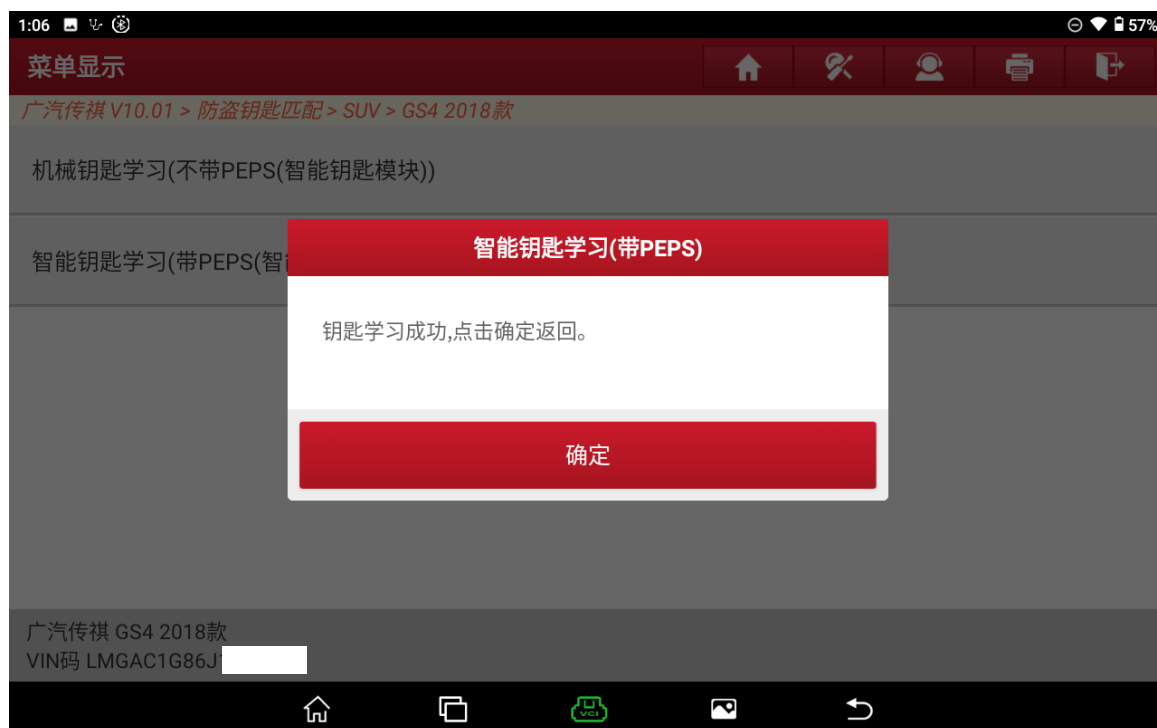 1:06
57%
菜单显示
广汽传祺 V10.01 > 防盗钥匙匹配 > SUV > GS4 2018款
机械钥匙学习(不带PEPS(智能钥匙模块))
智能钥匙学习(带PEPS(智
智能钥匙学习(带PEPS)
钥匙学习成功,点击确定返回。
确定
广汽传祺 GS4 2018款
VIN码 LMGAC1G86J
VCI